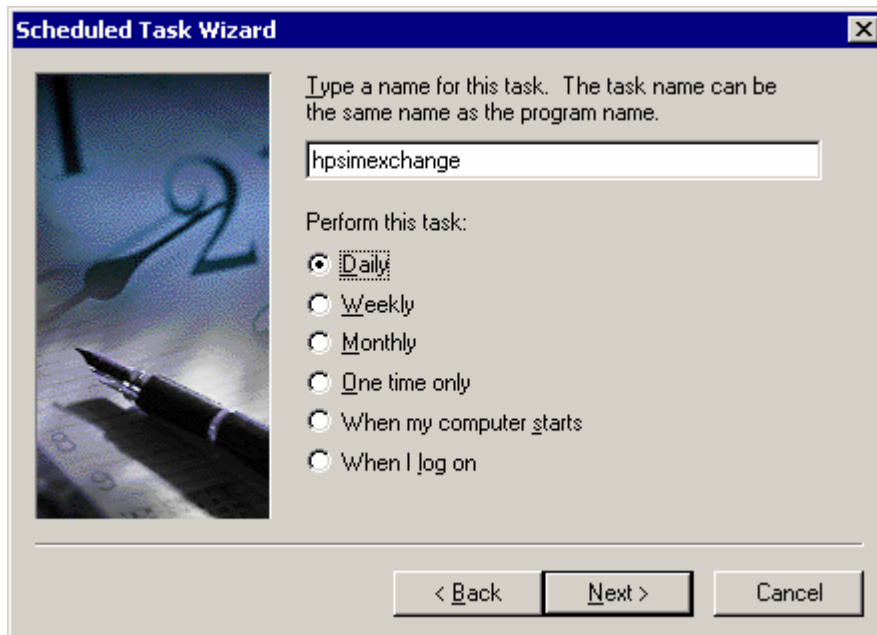 Scheduled Task Wizard
Type a name for this task. The task name can be
the same name as the program name.
hpsimexchange
Perform this task:
Daily
Weekly
Monthly
One time only
When my computer starts
When I log on
< Back
Next >
Cancel